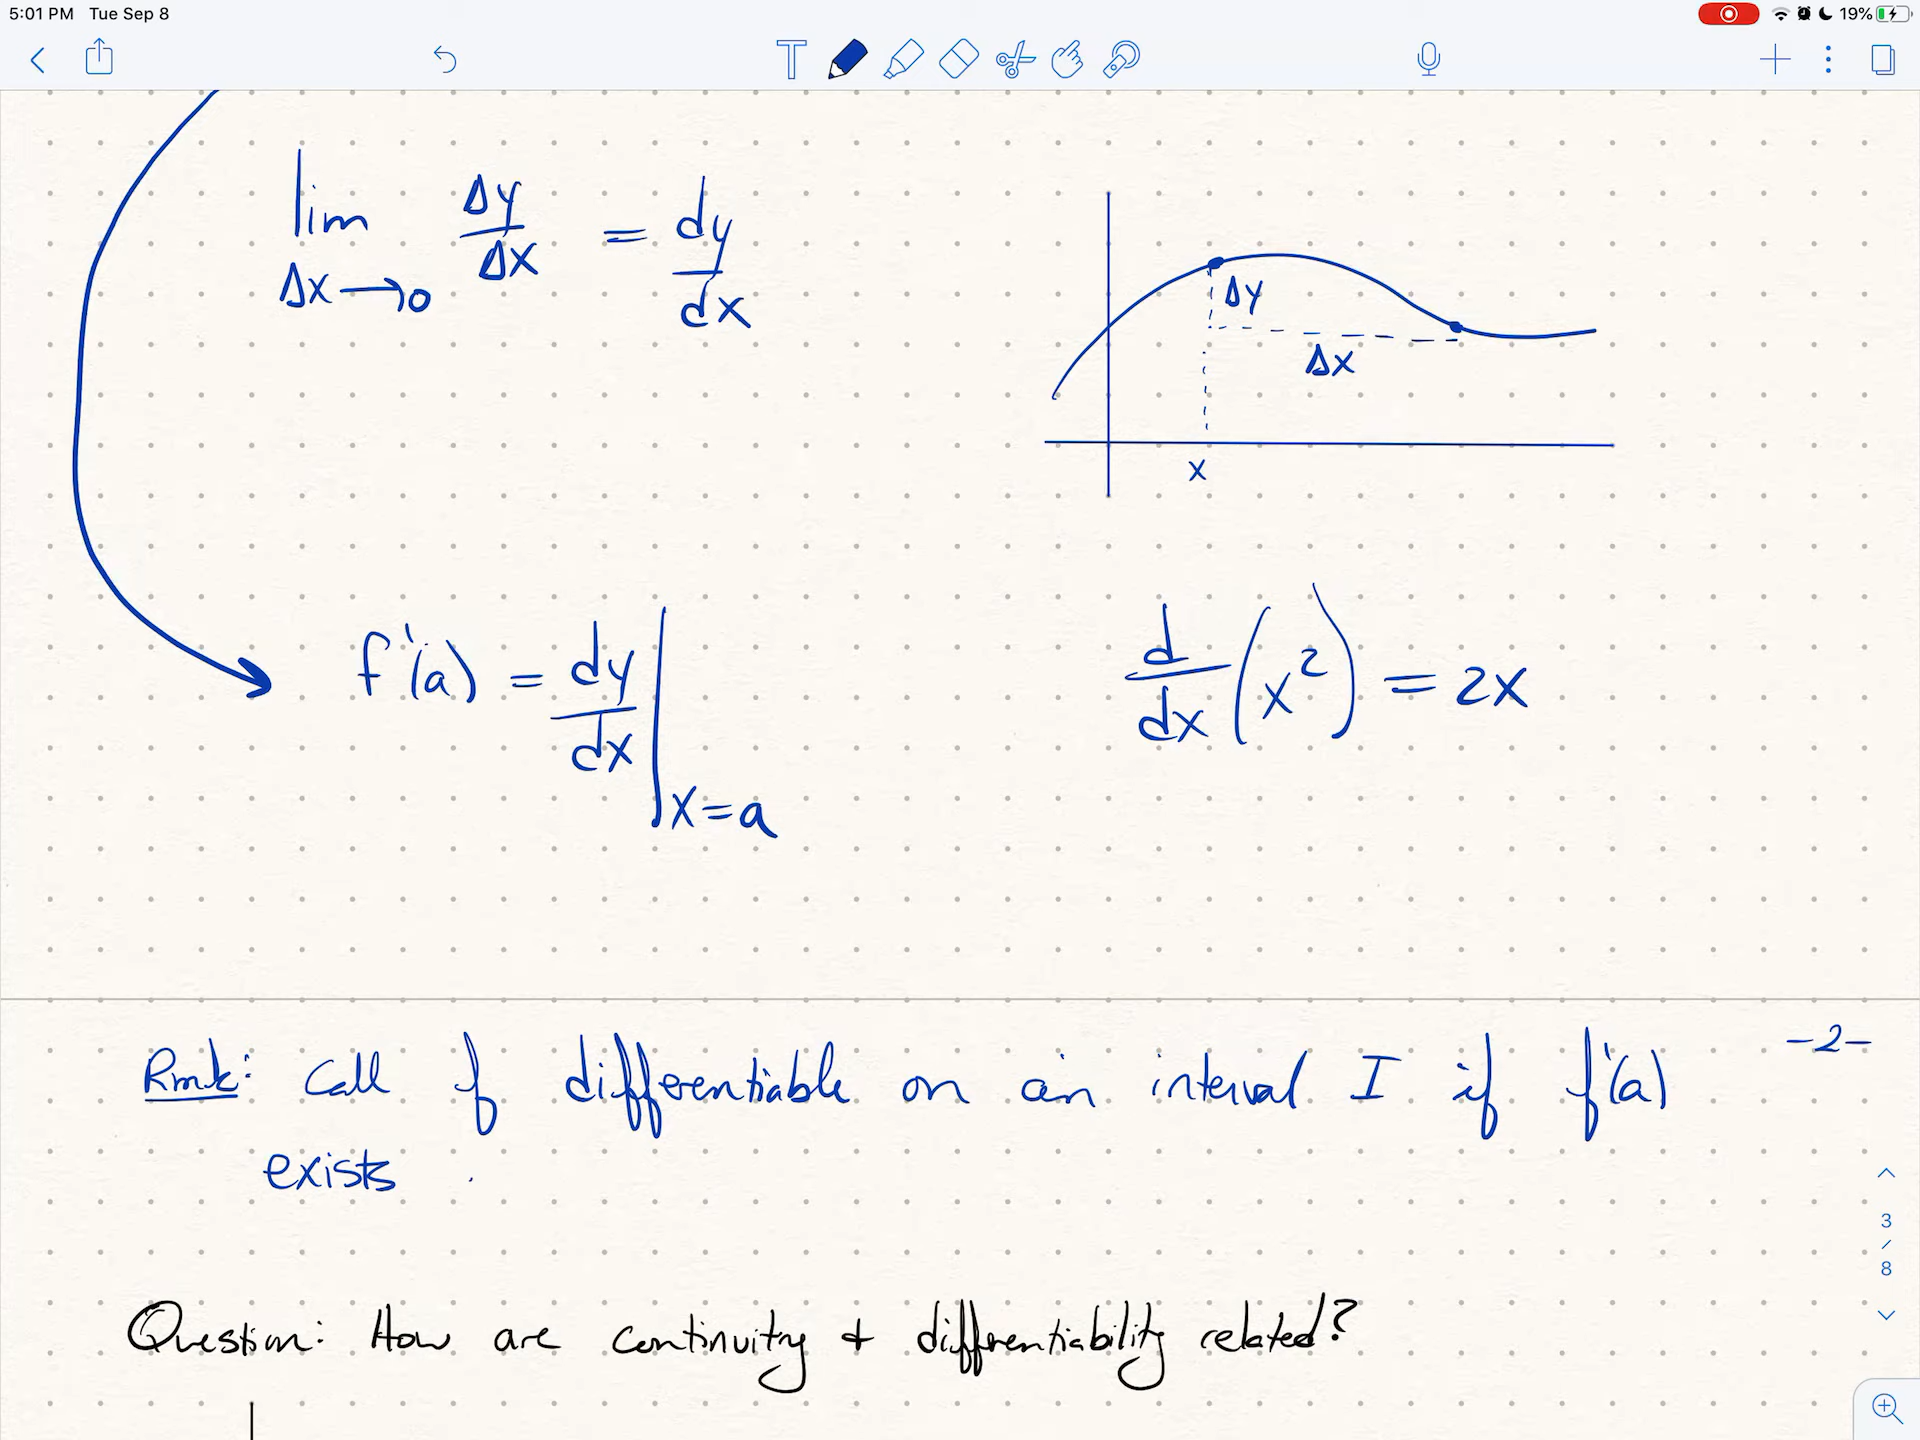 5:01 PM Tue Sep 8
19%
lim Δx→0 Δy/Δx = dy/dx
Δy
Δx
x
f'(a) = dy/dx | x=a
d/dx (x²) = 2x
-2-
Rmk: Call f differentiable on an interval I if f'(a)
exists
3
/
8
Question: How are continuity + differentiability related?